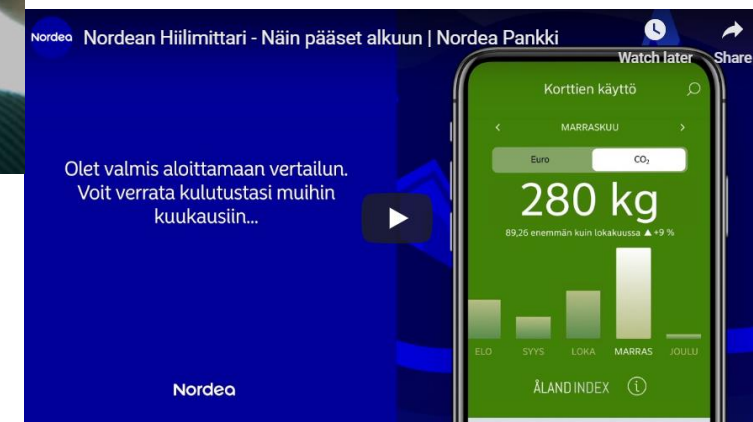 Nordea Nordean Hiilimittari - Näin pääset alkuun | Nordea Pankki
Watch later Share
Olet valmis aloittamaan vertailun.
Voit verrata kulutustasi muihin
kuukausiin...
Nordea
Korttien käyttö
MARRASKUU
Euro CO₂
280 kg
89,26 enemmän kuin lokakuussa ▲ +9 %
ELO SYYS LOKA MARRAS JOULU
ÅLAND INDEX